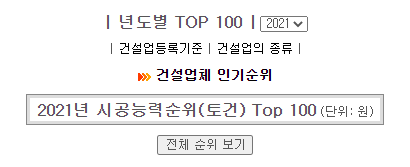 | 년도별 TOP 100 | 2021
| 건설업등록기준 | 건설업의 종류 |
건설업체 인기순위
2021년 시공능력순위(토건) Top 100 (단위: 원)
전체 순위 보기